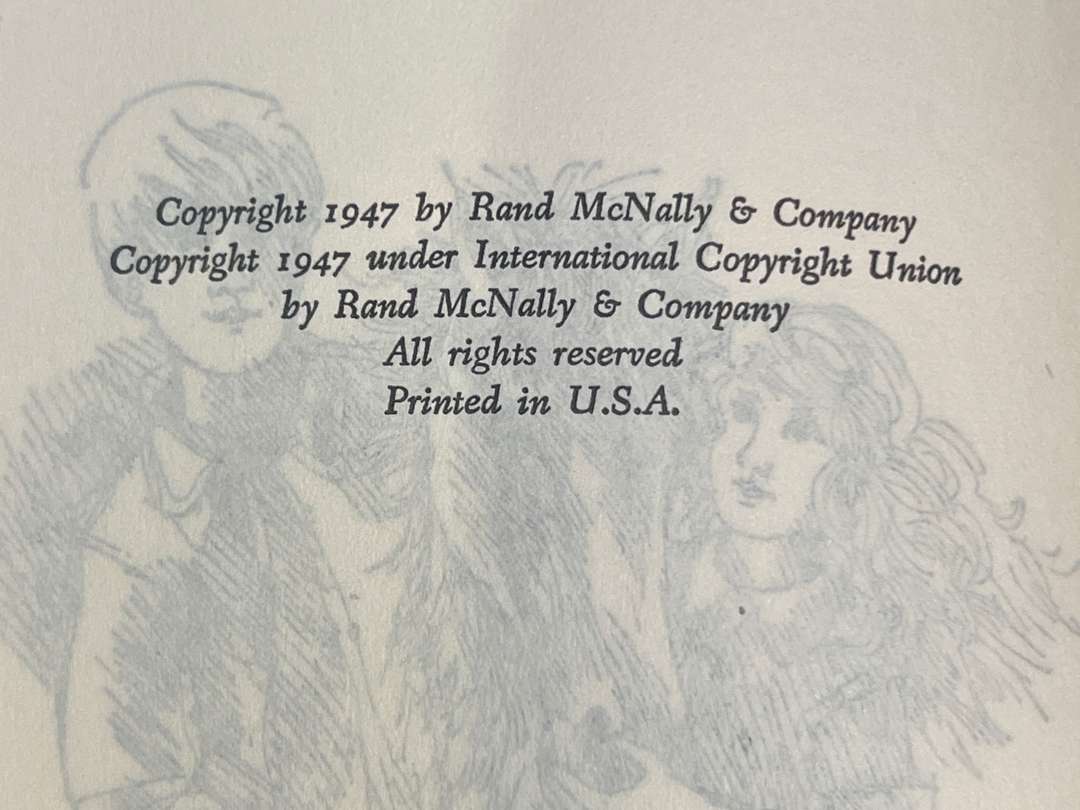 Copyright 1947 by Rand McNally & Company
Copyright 1947 under International Copyright Union
by Rand McNally & Company
All rights reserved
Printed in U.S.A.